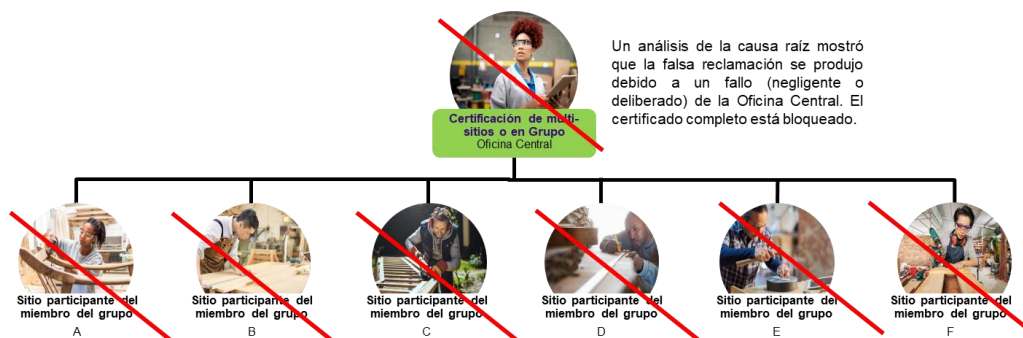 Un análisis de la causa raíz mostró
que la falsa reclamación se produjo
debido a un fallo (negligente o
deliberado) de la Oficina Central. El
certificado completo está bloqueado.
Certificación de multi-
sitios o en Grupo
Oficina Central
Sitio participante del
miembro del grupo
A
Sitio participante del
miembro del grupo
B
Sitio participante del
miembro del grupo
C
Sitio participante del
miembro del grupo
D
Sitio participante del
miembro del grupo
E
Sitio participante del
miembro del grupo
F